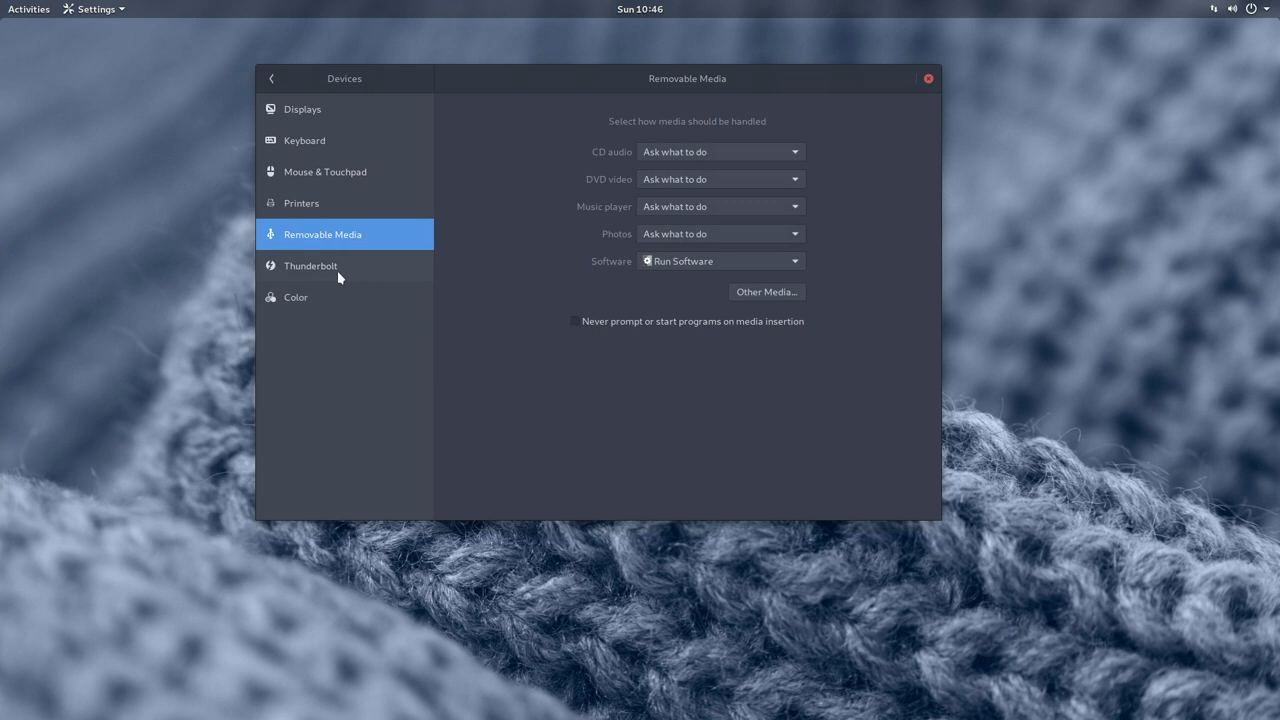 Activities Settings Sun 10:46
Devices Removable Media
Displays
Keyboard
Mouse & Touchpad
Printers
Removable Media
Thunderbolt
Color
Select how media should be handled
CD audio Ask what to do
DVD video Ask what to do
Music player Ask what to do
Photos Ask what to do
Software Run Software
Other Media...
Never prompt or start programs on media insertion